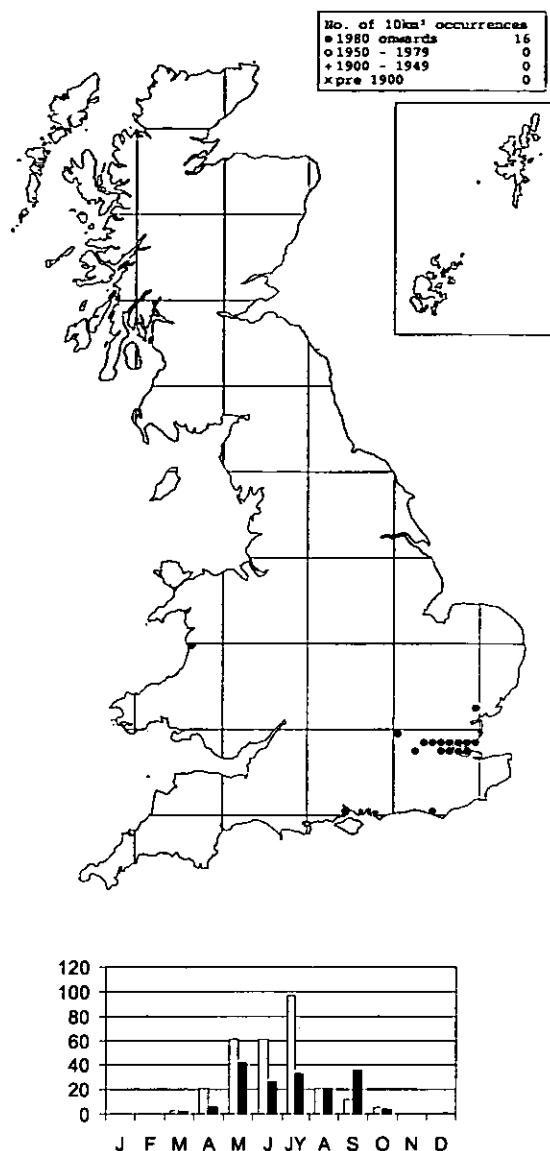 No. of 10km² occurrences
●1980 onwards 16
○1950 - 1979 0
+1900 - 1949 0
×pre 1900 0
120
100
80
60
40
20
0
J F M A M J JY A S O N D